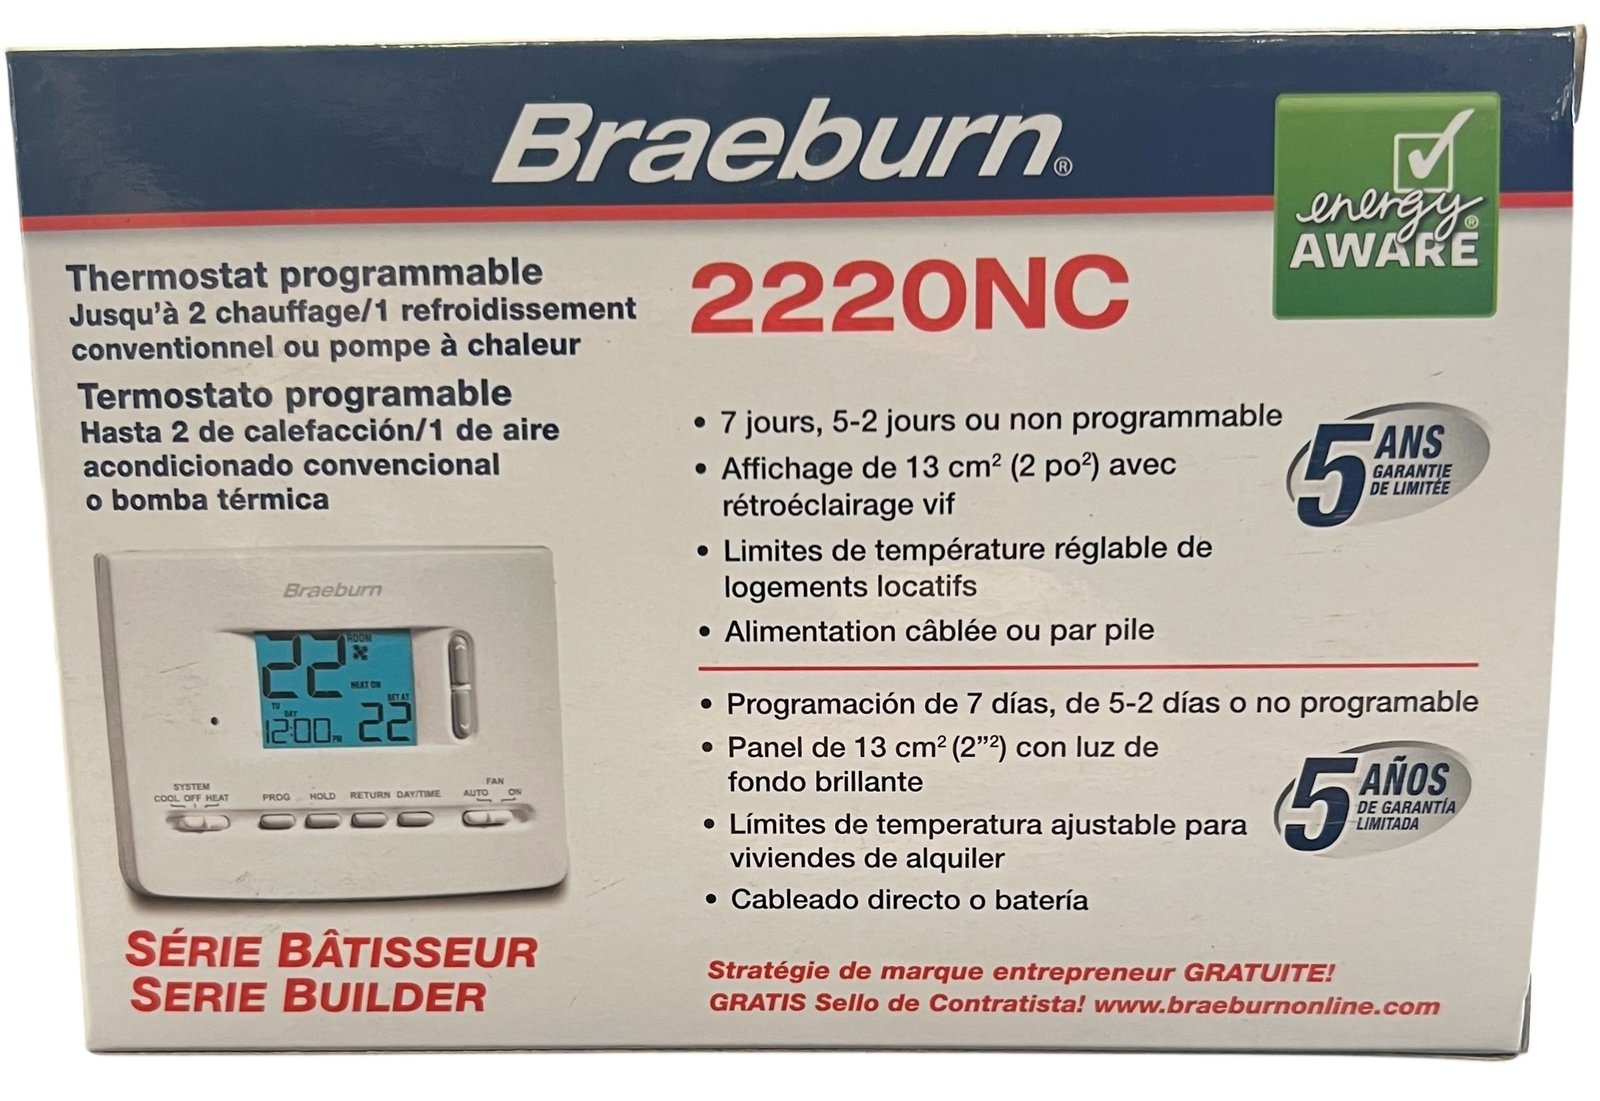 Braeburn®
energy®
AWARE
Thermostat programmable
Jusqu'à 2 chauffage/1 refroidissement
conventionnel ou pompe à chaleur
Termostato programable
Hasta 2 de calefacción/1 de aire
acondicionado convencional
o bomba térmica
2220NC
• 7 jours, 5-2 jours ou non programmable
• Affichage de 13 cm² (2 po²) avec
rétroéclairage vif
• Limites de température réglable de
logements locatifs
• Alimentation câblée ou par pile
5 ANS
GARANTIE
DE LIMITÉE
• Programación de 7 días, de 5-2 días o no programable
• Panel de 13 cm² (2”²) con luz de
fondo brillante
• Límites de temperatura ajustable para
viviendes de alquiler
• Cableado directo o batería
5 AÑOS
DE GARANTÍA
LIMITADA
Braeburn
22 ROOM
HEAT ON
SET AT
TU
DAY
12:00 PM 22
SYSTEM
COOL OFF HEAT
PROG HOLD RETURN DAY/TIME
FAN
AUTO ON
SÉRIE BÂTISSEUR
SERIE BUILDER
Stratégie de marque entrepreneur GRATUITE!
GRATIS Sello de Contratista! www.braeburnonline.com